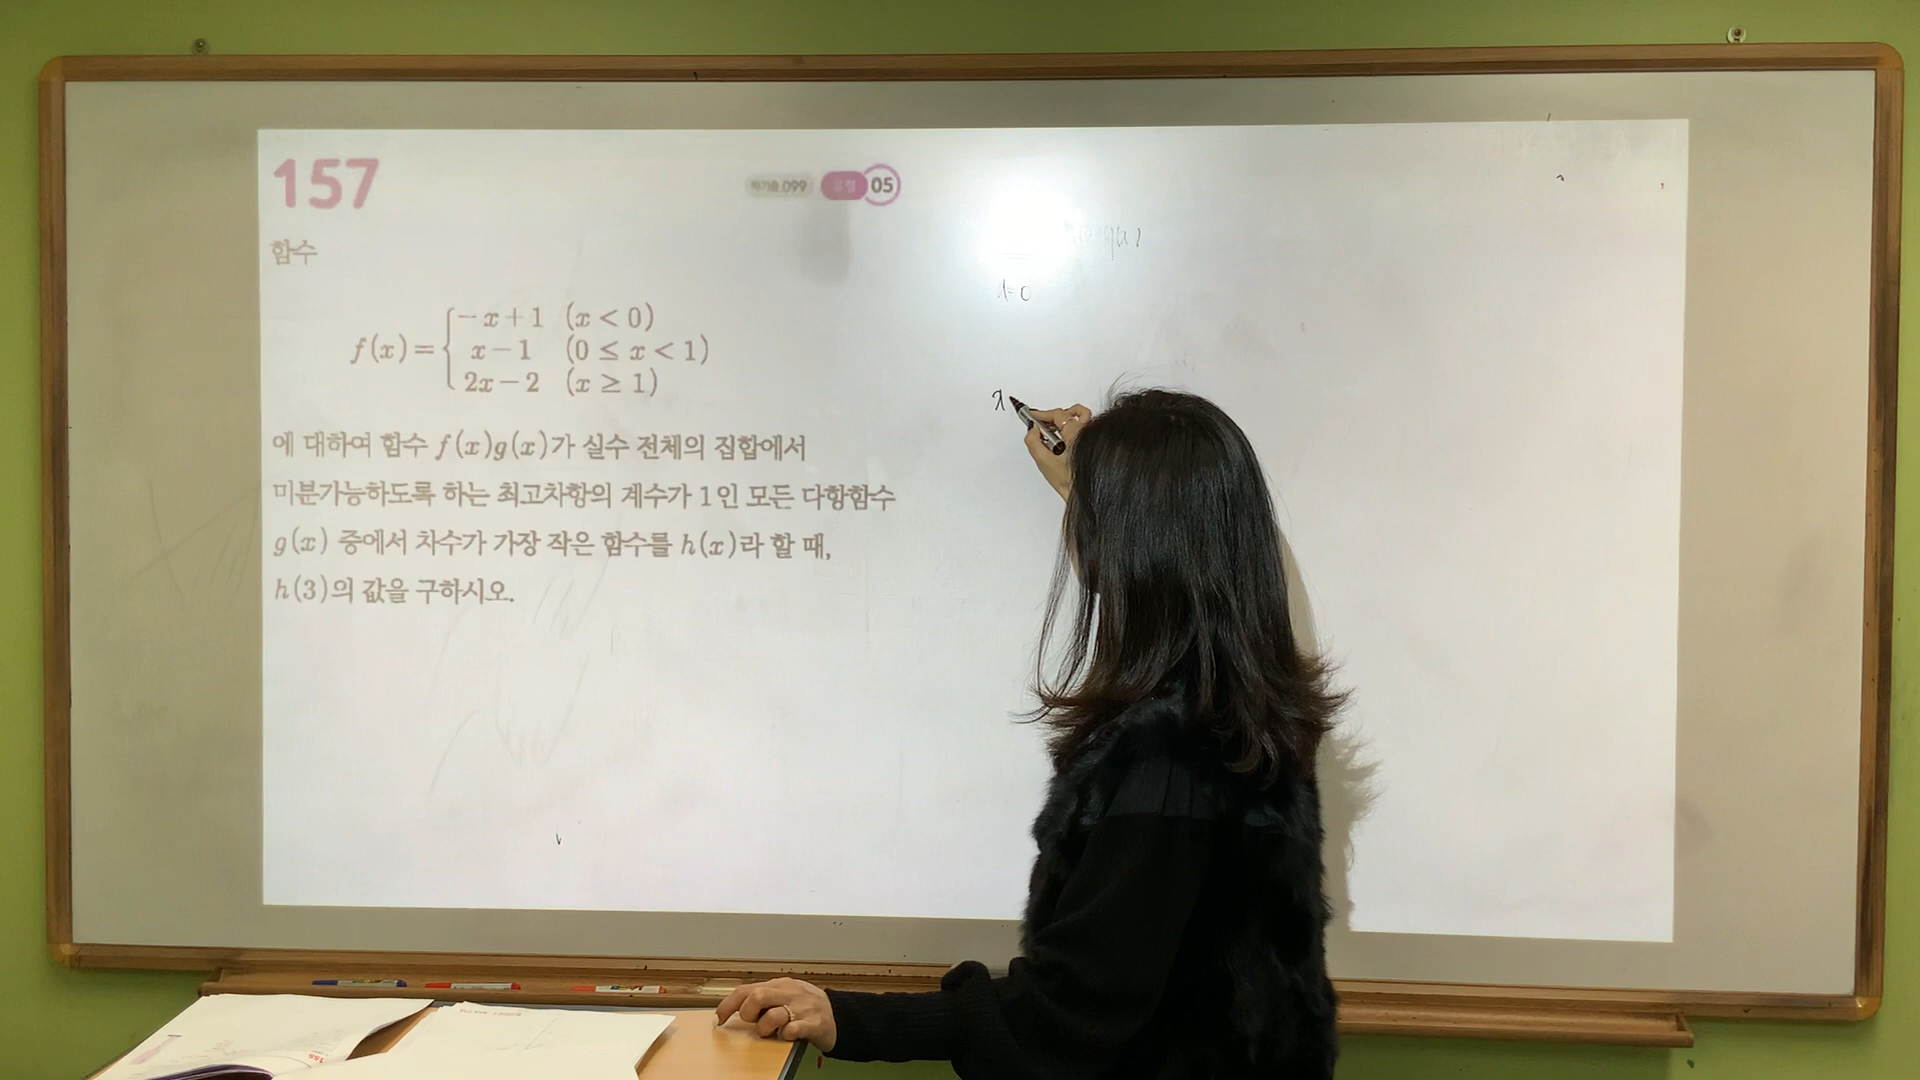 157
099 유형 05
함수
f(x) = { -x+1 (x < 0)
x-1 (0 ≤ x < 1)
2x-2 (x ≥ 1)
에 대하여 함수 f(x)g(x)가 실수 전체의 집합에서
미분가능하도록 하는 최고차항의 계수가 1인 모든 다항함수
g(x) 중에서 차수가 가장 작은 함수를 h(x)라 할 때,
h(3)의 값을 구하시오.
x=0
x